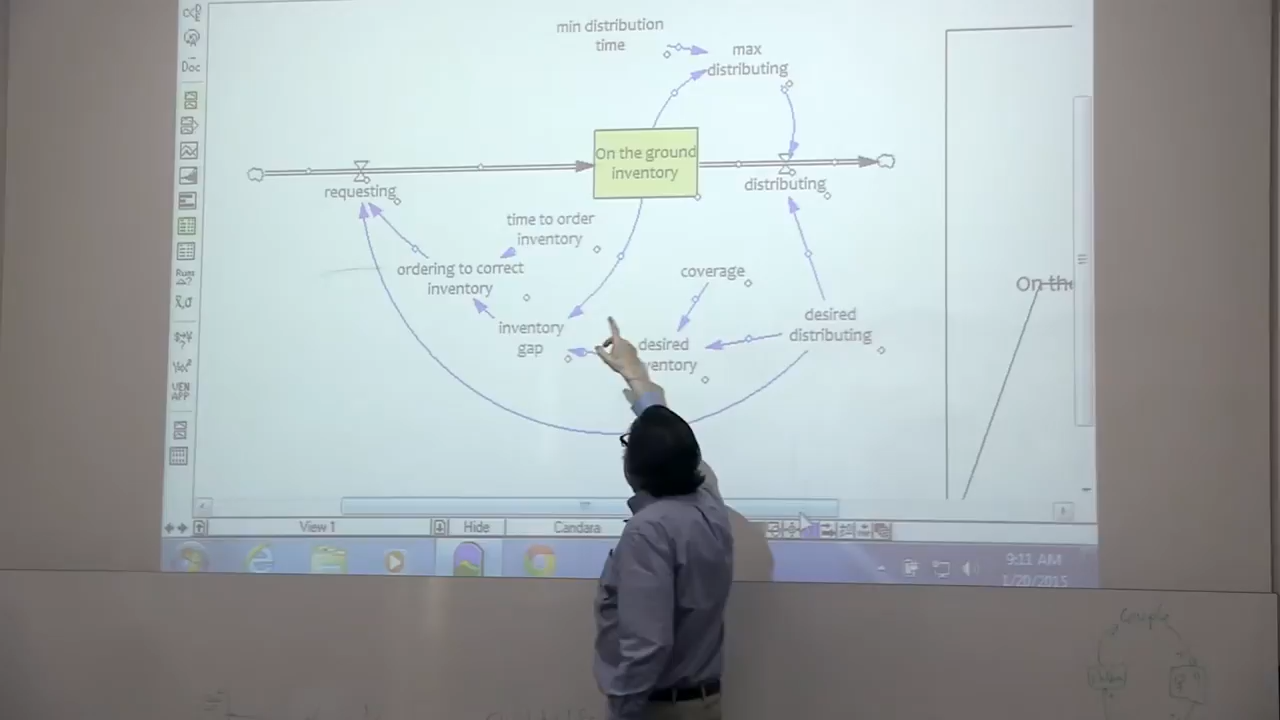 min distribution
time
max
distributing
Doc
On the ground
inventory
requesting
distributing
time to order
inventory
ordering to correct
inventory
coverage
On the
inventory
gap
desired
inventory
desired
distributing
Runs
View 1
Hide
Candara
9:11 AM
1/20/2015
Couple